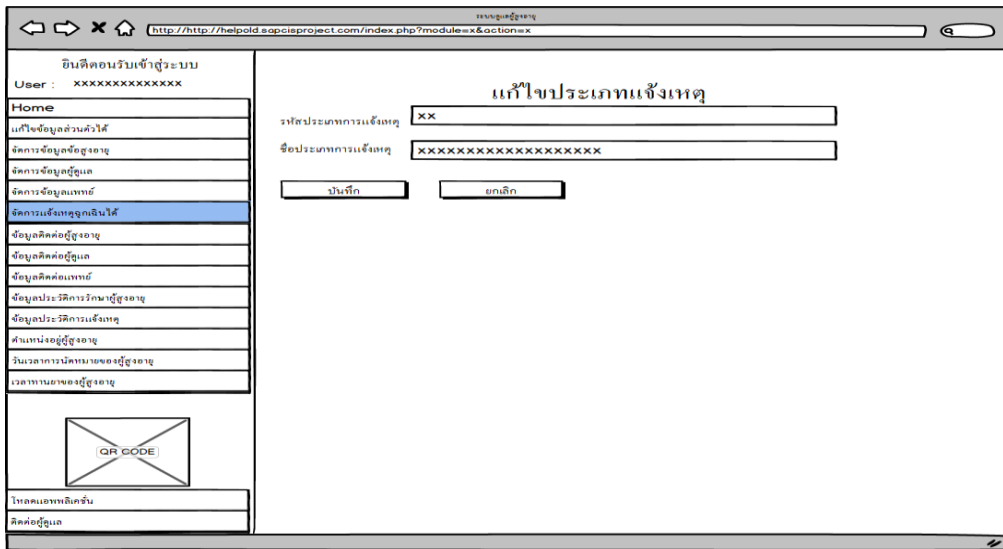 ระบบดูแลผู้สูงอายุ
http://http://helpold.sapcisproject.com/index.php?module=x&action=x
ยินดีตอนรับเข้าสู่ระบบ
User : xxxxxxxxxxxxxx
Home
แก้ไขข้อมูลส่วนตัวได้
จัดการข้อมูลข้อสูงอายุ
จัดการข้อมูลผู้ดูแล
จัดการข้อมูลแพทย์
จัดการแจ้งเหตุฉุกเฉินได้
ข้อมูลติดต่อผู้สูงอายุ
ข้อมูลติดต่อผู้ดูแล
ข้อมูลติดต่อแพทย์
ข้อมูลประวัติการรักษาผู้สูงอายุ
ข้อมูลประวัติการแจ้งเหตุ
ตำแหน่งอยู่ผู้สูงอายุ
วันเวลาการนัดหมายของผู้สูงอายุ
เวลาทานยาของผู้สูงอายุ
QR CODE
โหลดแอพพลิเคชั่น
ติดต่อผู้ดูแล
แก้ไขประเภทแจ้งเหตุ
รหัสประเภทการแจ้งเหตุ xx
ชื่อประเภทการแจ้งเหตุ xxxxxxxxxxxxxxxxxxx
บันทึก ยกเลิก